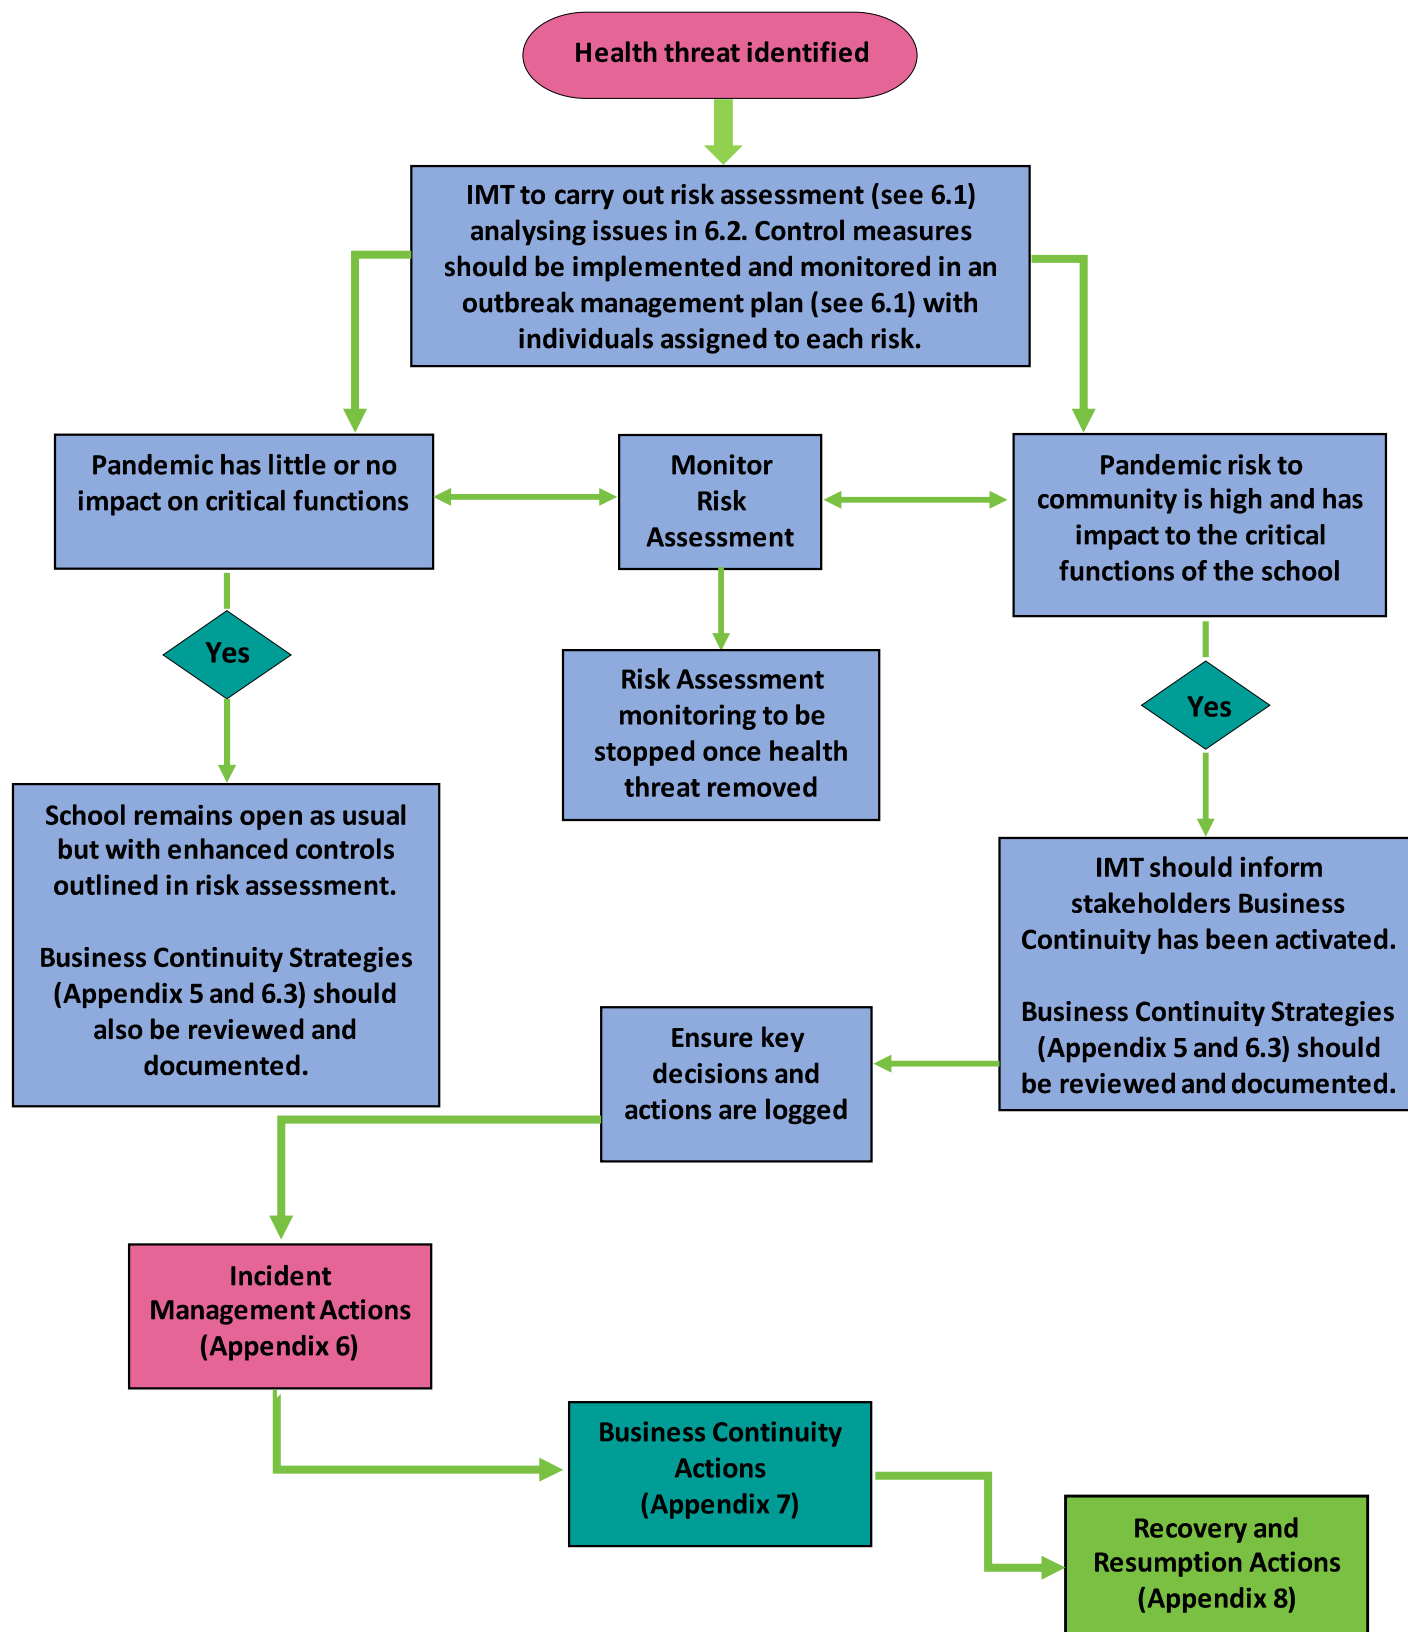 Health threat identified
IMT to carry out risk assessment (see 6.1)
analysing issues in 6.2. Control measures
should be implemented and monitored in an
outbreak management plan (see 6.1) with
individuals assigned to each risk.
Pandemic has little or no
impact on critical functions
Monitor
Risk
Assessment
Pandemic risk to
community is high and has
impact to the critical
functions of the school
Yes
Risk Assessment
monitoring to be
stopped once health
threat removed
Yes
School remains open as usual
but with enhanced controls
outlined in risk assessment.
Business Continuity Strategies
(Appendix 5 and 6.3) should
also be reviewed and
documented.
IMT should inform
stakeholders Business
Continuity has been activated.
Business Continuity Strategies
(Appendix 5 and 6.3) should
be reviewed and documented.
Ensure key
decisions and
actions are logged
Incident
Management Actions
(Appendix 6)
Business Continuity
Actions
(Appendix 7)
Recovery and
Resumption Actions
(Appendix 8)